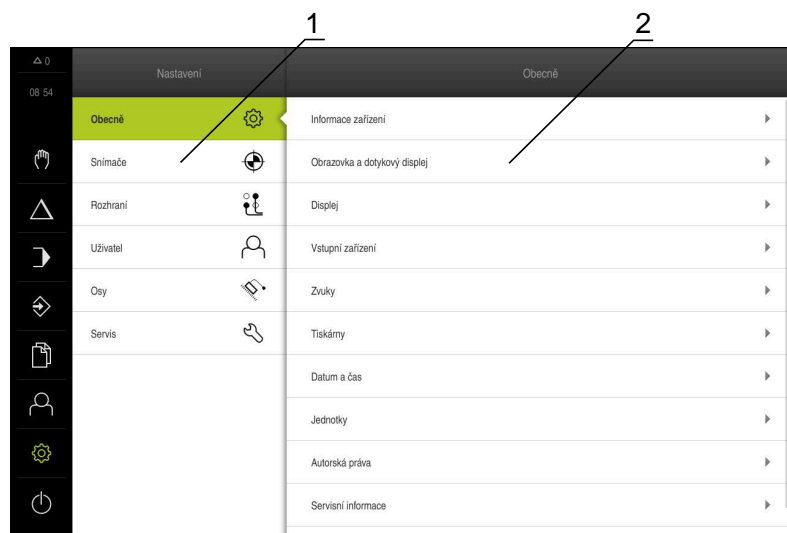 1
2
△ 0
08 54
Nastavení
Obecné
Obecné
Snímače
Rozhraní
Uživatel
Osy
Servis
Informace zařízení
Obrazovka a dotykový displej
Displej
Vstupní zařízení
Zvuky
Tiskárny
Datum a čas
Jednotky
Autorská práva
Servisní informace